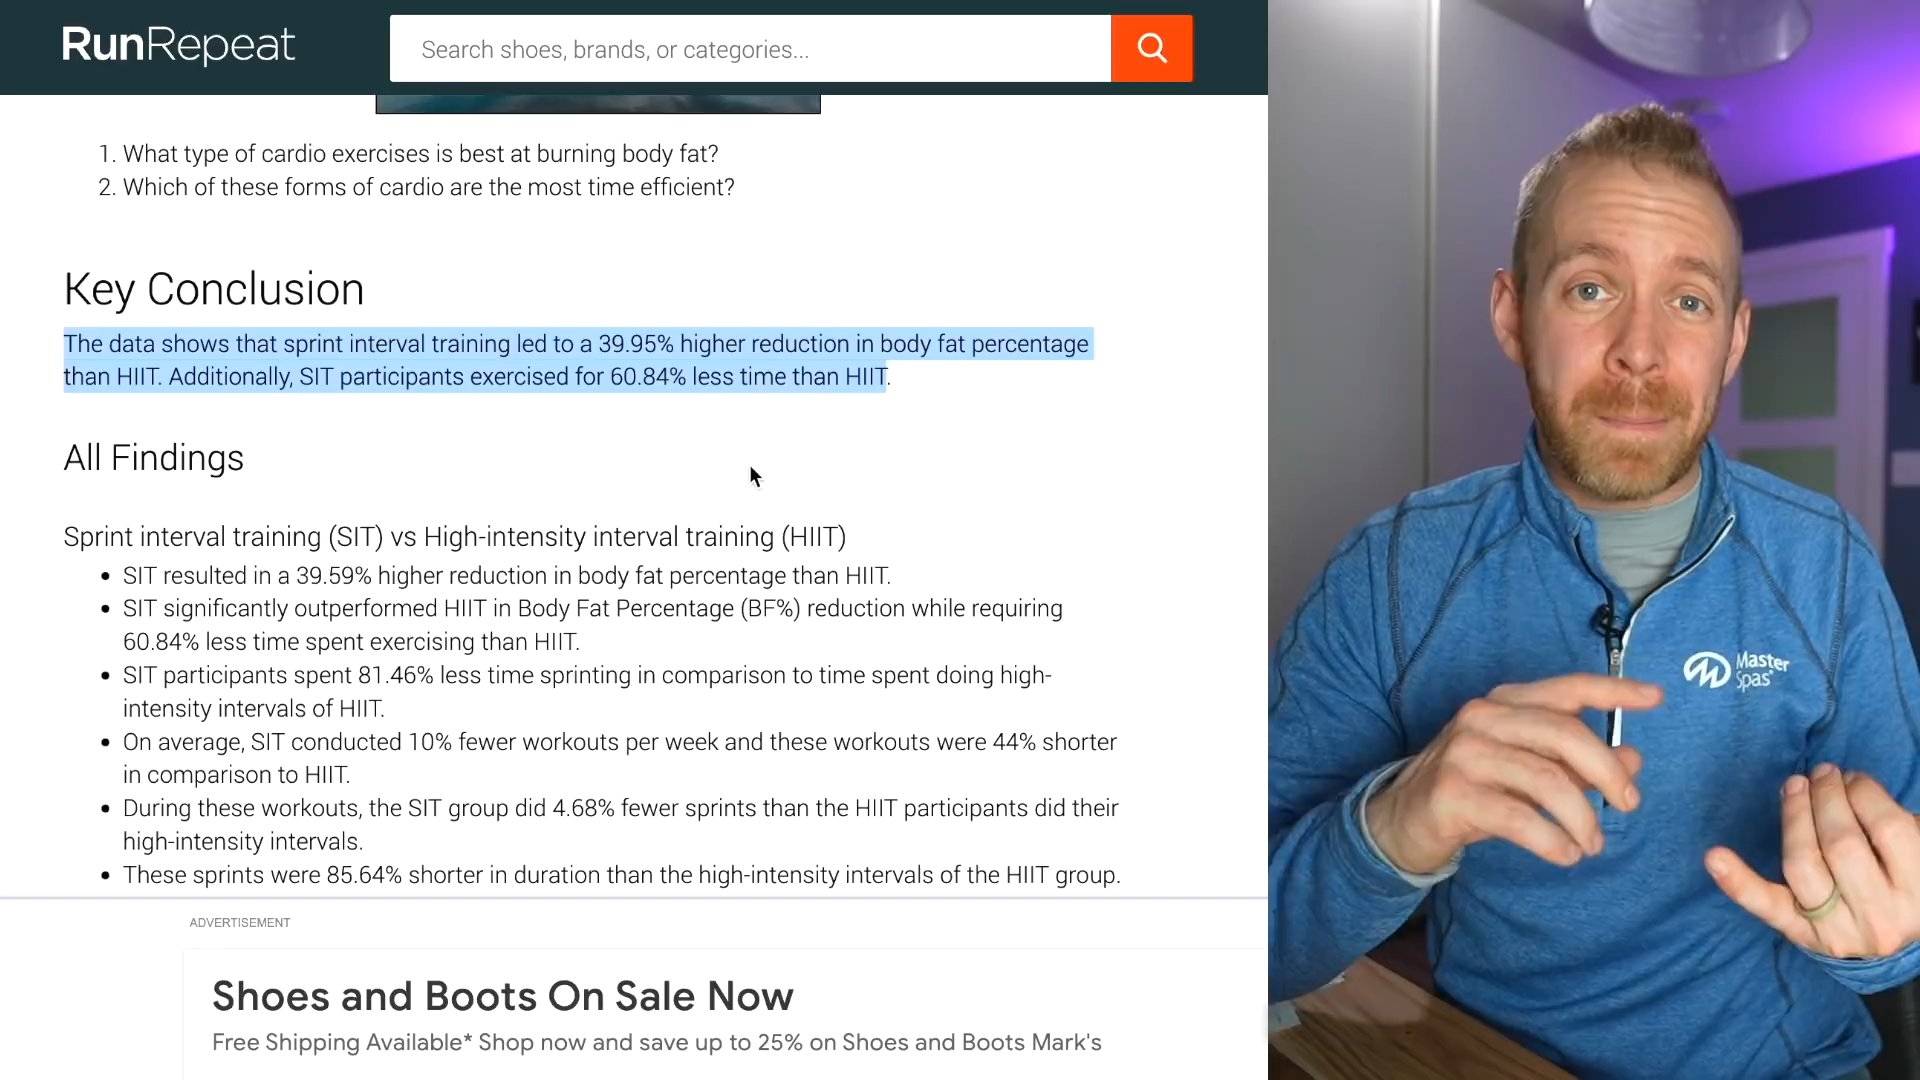 RunRepeat
Search shoes, brands, or categories...
1. What type of cardio exercises is best at burning body fat?
2. Which of these forms of cardio are the most time efficient?
Key Conclusion
The data shows that sprint interval training led to a 39.95% higher reduction in body fat percentage
than HIIT. Additionally, SIT participants exercised for 60.84% less time than HIIT.
All Findings
Sprint interval training (SIT) vs High-intensity interval training (HIIT)
• SIT resulted in a 39.59% higher reduction in body fat percentage than HIIT.
• SIT significantly outperformed HIIT in Body Fat Percentage (BF%) reduction while requiring
60.84% less time spent exercising than HIIT.
• SIT participants spent 81.46% less time sprinting in comparison to time spent doing high-
intensity intervals of HIIT.
• On average, SIT conducted 10% fewer workouts per week and these workouts were 44% shorter
in comparison to HIIT.
• During these workouts, the SIT group did 4.68% fewer sprints than the HIIT participants did their
high-intensity intervals.
• These sprints were 85.64% shorter in duration than the high-intensity intervals of the HIIT group.
ADVERTISEMENT
Shoes and Boots On Sale Now
Free Shipping Available* Shop now and save up to 25% on Shoes and Boots Mark's
Master
Spas